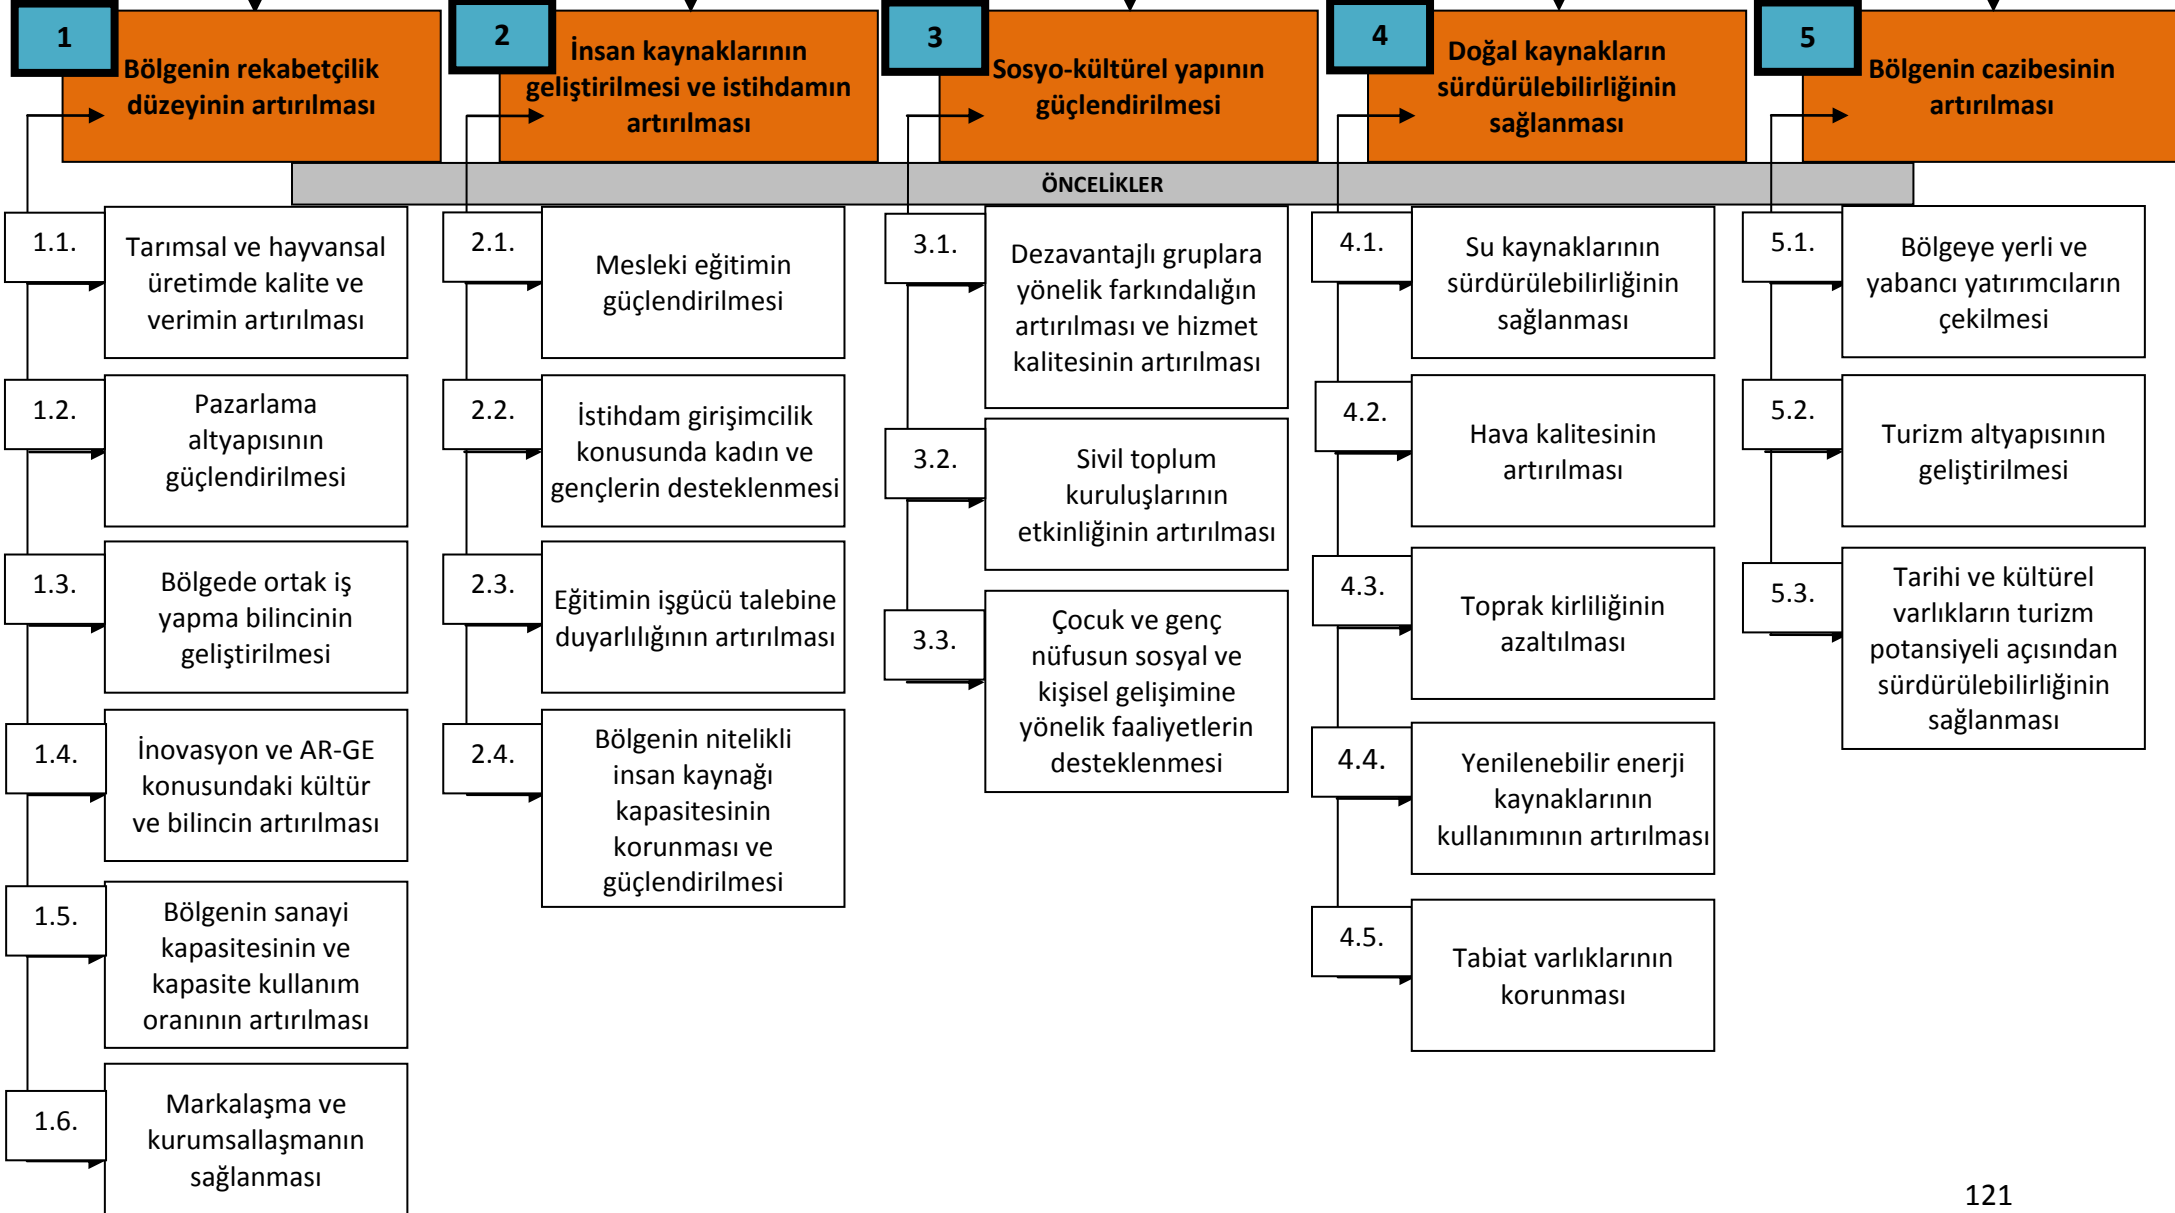 1
Bölgenin rekabetçilik
düzeyinin artırılması
2
İnsan kaynaklarının
geliştirilmesi ve istihdamın
artırılması
3
Sosyo-kültürel yapının
güçlendirilmesi
4
Doğal kaynakların
sürdürülebilirliğinin
sağlanması
5
Bölgenin cazibesinin
artırılması
ÖNCELİKLER
1.1.
Tarımsal ve hayvansal
üretimde kalite ve
verimin artırılması
1.2.
Pazarlama
altyapısının
güçlendirilmesi
1.3.
Bölgede ortak iş
yapma bilincinin
geliştirilmesi
1.4.
İnovasyon ve AR-GE
konusundaki kültür
ve bilincin artırılması
1.5.
Bölgenin sanayi
kapasitesinin ve
kapasite kullanım
oranının artırılması
1.6.
Markalaşma ve
kurumsallaşmanın
sağlanması
2.1.
Mesleki eğitimin
güçlendirilmesi
2.2.
İstihdam girişimcilik
konusunda kadın ve
gençlerin desteklenmesi
2.3.
Eğitimin işgücü talebine
duyarlılığının artırılması
2.4.
Bölgenin nitelikli
insan kaynağı
kapasitesinin
korunması ve
güçlendirilmesi
3.1.
Dezavantajlı gruplara
yönelik farkındalığın
artırılması ve hizmet
kalitesinin artırılması
3.2.
Sivil toplum
kuruluşlarının
etkinliğinin artırılması
3.3.
Çocuk ve genç
nüfusun sosyal ve
kişisel gelişimine
yönelik faaliyetlerin
desteklenmesi
4.1.
Su kaynaklarının
sürdürülebilirliğinin
sağlanması
4.2.
Hava kalitesinin
artırılması
4.3.
Toprak kirliliğinin
azaltılması
4.4.
Yenilenebilir enerji
kaynaklarının
kullanımının artırılması
4.5.
Tabiat varlıklarının
korunması
5.1.
Bölgeye yerli ve
yabancı yatırımcıların
çekilmesi
5.2.
Turizm altyapısının
geliştirilmesi
5.3.
Tarihi ve kültürel
varlıkların turizm
potansiyeli açısından
sürdürülebilirliğinin
sağlanması
121